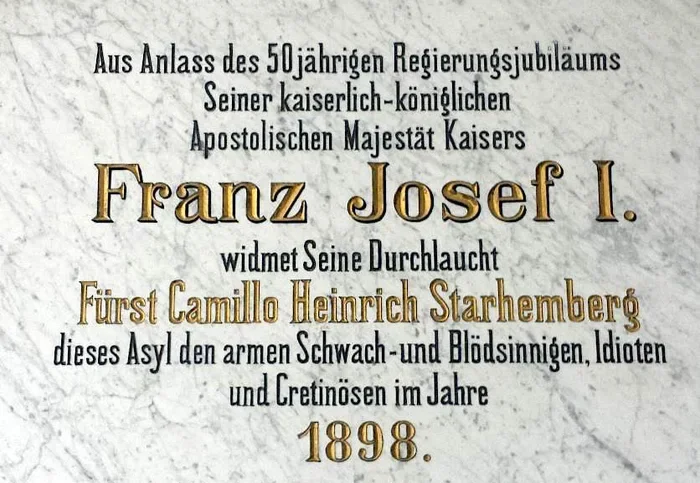 Aus Anlass des 50jährigen Regierungsjubiläums
Seiner kaiserlich-königlichen
Apostolischen Majestät Kaisers
Franz Josef I.
widmet Seine Durchlaucht
Fürst Camillo Heinrich Starhemberg
dieses Asyl den armen Schwach-und Blödsinnigen, Idioten
und Cretinösen im Jahre
1898.